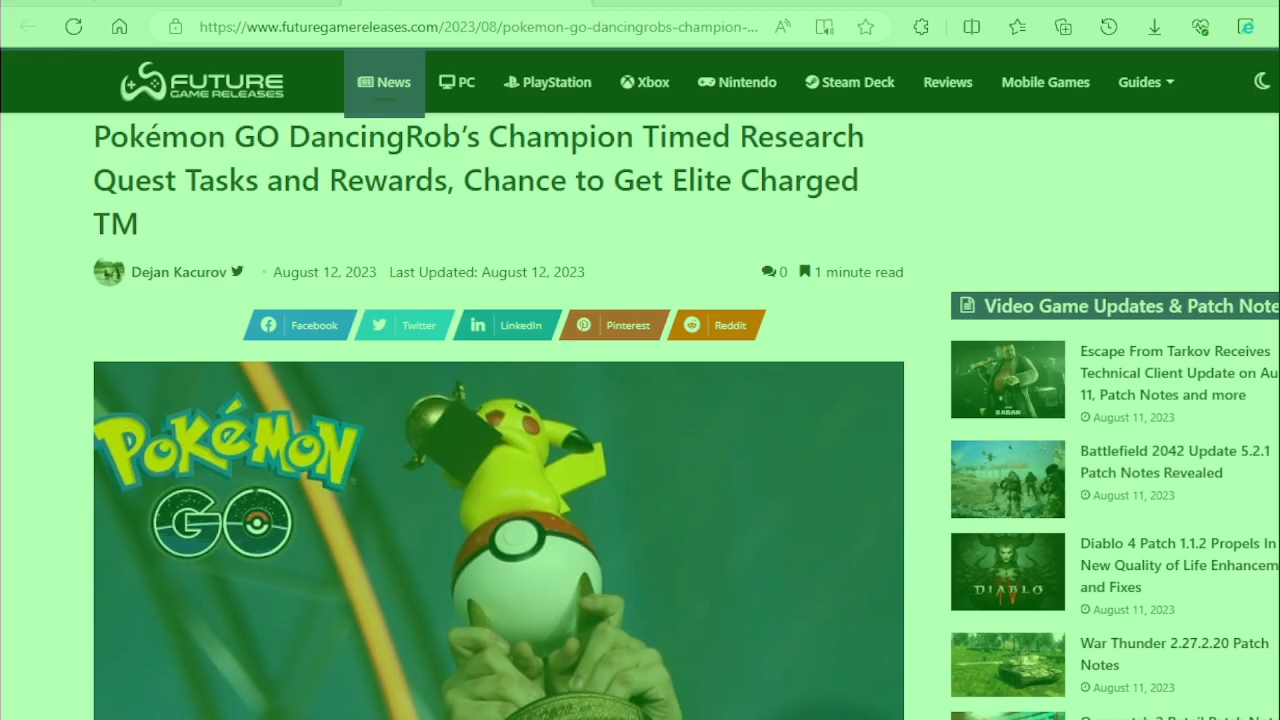 https://www.futuregamereleases.com/2023/08/pokemon-go-dancingrobs-champion-...
FUTURE
GAME RELEASES
News
PC
PlayStation
Xbox
Nintendo
Steam Deck
Reviews
Mobile Games
Guides
Pokémon GO DancingRob's Champion Timed Research
Quest Tasks and Rewards, Chance to Get Elite Charged
TM
Dejan Kacurov
August 12, 2023
Last Updated: August 12, 2023
0
1 minute read
Facebook
Twitter
LinkedIn
Pinterest
Reddit
POKéMON
GO
Video Game Updates & Patch Note
Escape From Tarkov Receives
Technical Client Update on Au
11, Patch Notes and more
August 11, 2023
Battlefield 2042 Update 5.2.1
Patch Notes Revealed
August 11, 2023
DIABLO
Diablo 4 Patch 1.1.2 Propels In
New Quality of Life Enhancem
and Fixes
August 11, 2023
War Thunder 2.27.2.20 Patch
Notes
August 11, 2023